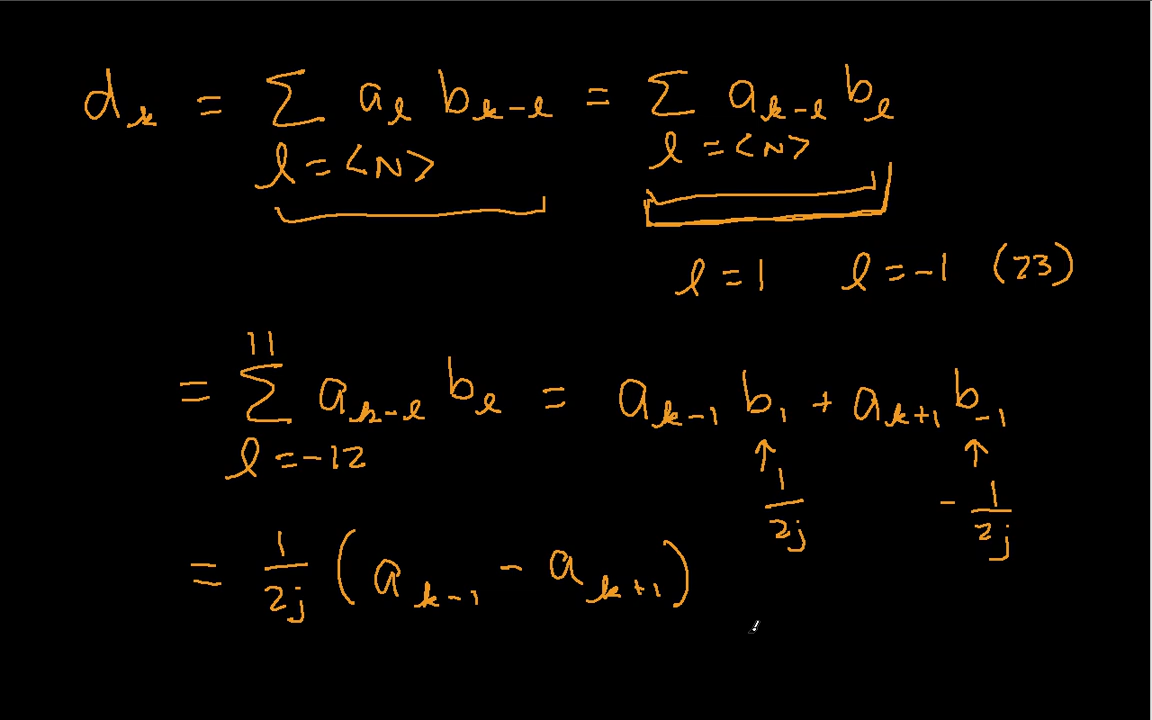 d_k = Σ a_l b_{k-l} = Σ a_{k-l} b_l
l = <N> l = <N>
l = 1 l = -1 (23)
11
= Σ a_{k-l} b_l = a_{k-1} b_1 + a_{k+1} b_{-1}
l = -12 ↑ ↑
1/2j - 1/2j
= 1/2j (a_{k-1} - a_{k+1})